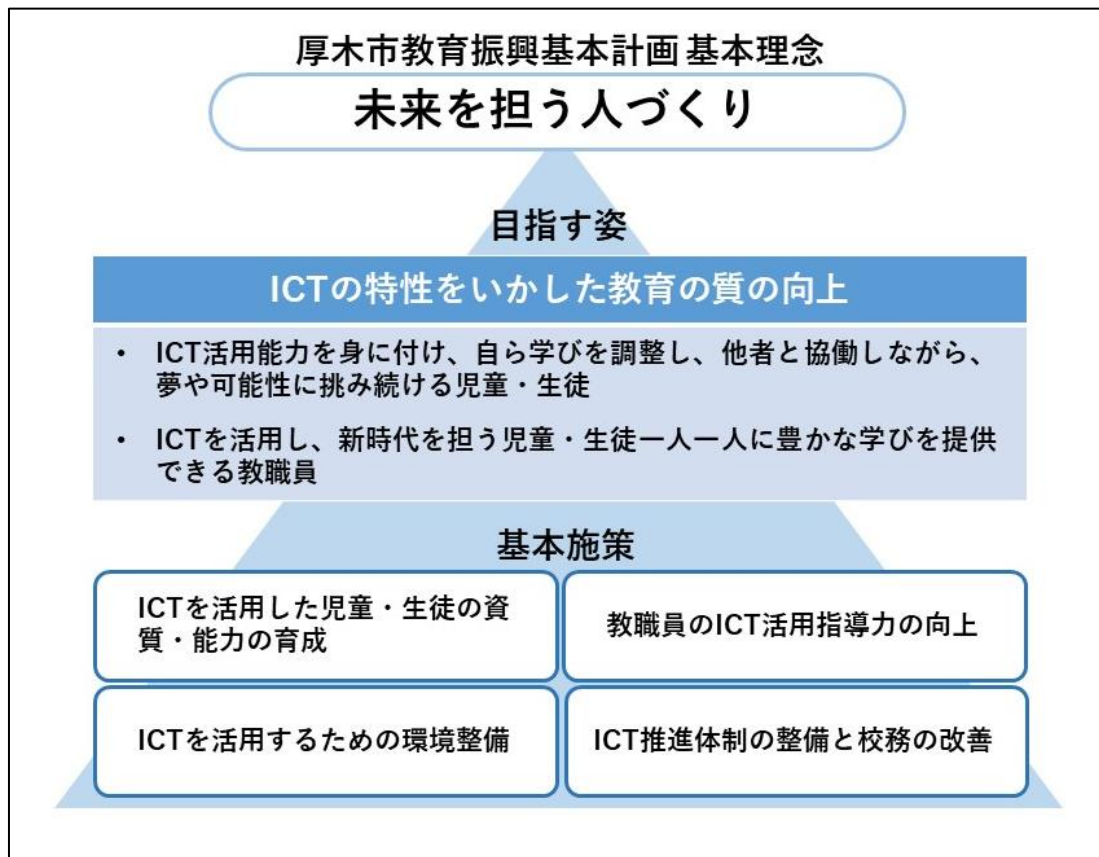 厚木市教育振興基本計画 基本理念
未来を担う人づくり
目指す姿
ICTの特性をいかした教育の質の向上
• ICT活用能力を身に付け、自ら学びを調整し、他者と協働しながら、
夢や可能性に挑み続ける児童・生徒
• ICTを活用し、新時代を担う児童・生徒一人一人に豊かな学びを提供
できる教職員
基本施策
ICTを活用した児童・生徒の資
質・能力の育成
教職員のICT活用指導力の向上
ICTを活用するための環境整備
ICT推進体制の整備と校務の改善